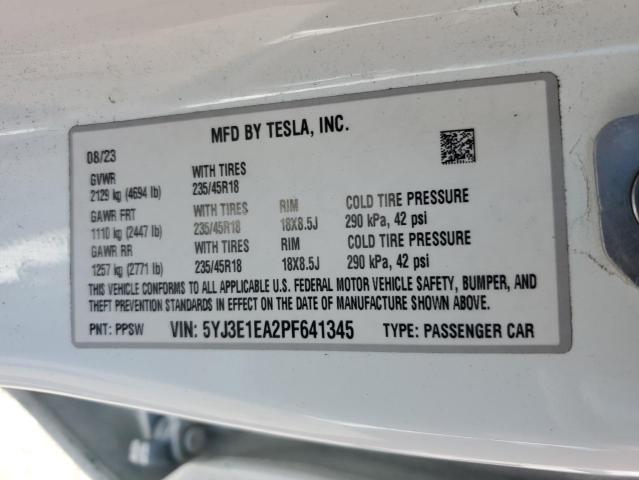 MFD BY TESLA, INC.
08/23
GVWR WITH TIRES
2129 kg (4694 lb) 235/45R18
GAWR FRT WITH TIRES RIM COLD TIRE PRESSURE
1110 kg (2447 lb) 235/45R18 18X8.5J 290 kPa, 42 psi
GAWR RR WITH TIRES RIM COLD TIRE PRESSURE
1257 kg (2771 lb) 235/45R18 18X8.5J 290 kPa, 42 psi
THIS VEHICLE CONFORMS TO ALL APPLICABLE U.S. FEDERAL MOTOR VEHICLE SAFETY, BUMPER, AND
THEFT PREVENTION STANDARDS IN EFFECT ON THE DATE OF MANUFACTURE SHOWN ABOVE.
PNT: PPSW VIN: 5YJ3E1EA2PF641345 TYPE: PASSENGER CAR